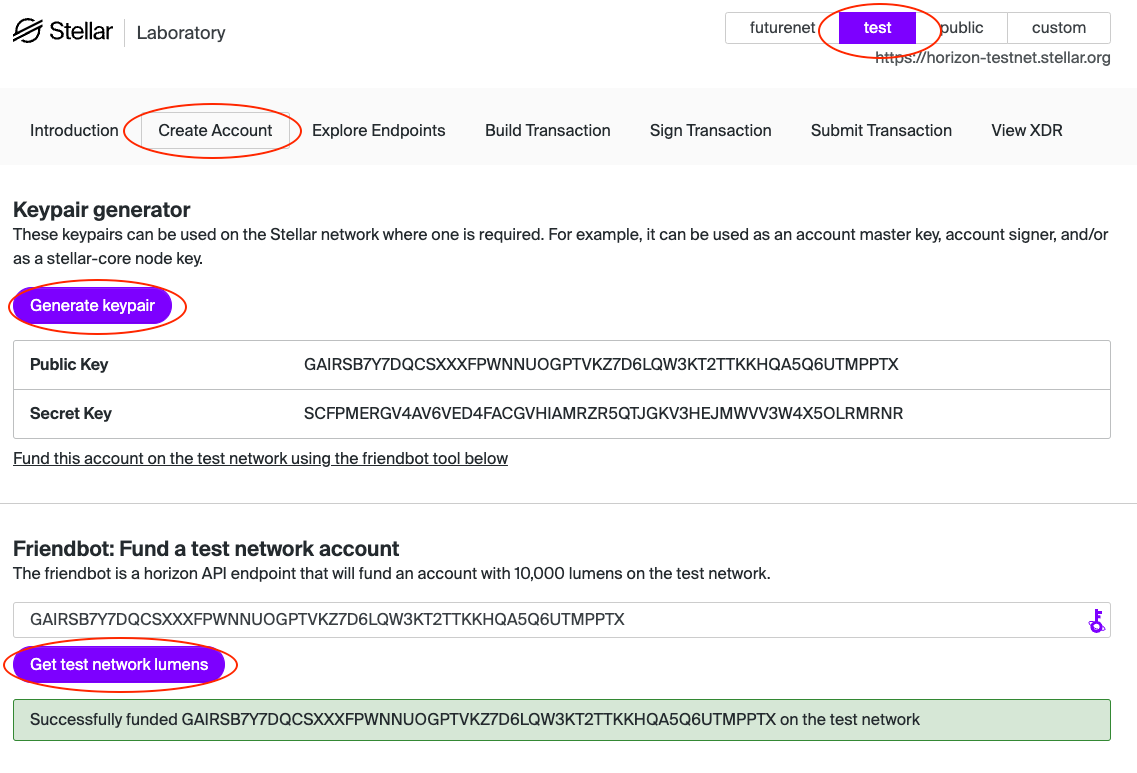 Stellar Laboratory
futurenet test public custom
https://horizon-testnet.stellar.org
Introduction Create Account Explore Endpoints Build Transaction Sign Transaction Submit Transaction View XDR
Keypair generator
These keypairs can be used on the Stellar network where one is required. For example, it can be used as an account master key, account signer, and/or
as a stellar-core node key.
Generate keypair
Public Key GAIRSB7Y7DQCSXXXFPWNNUOGPTVKZ7D6LQW3KT2TTKKHQA5Q6UTMPPTX
Secret Key SCFPMERGV4AV6VED4FACGVHIAMRZR5QTJGKV3HEJMWVV3W4X5OLRMRNR
Fund this account on the test network using the friendbot tool below
Friendbot: Fund a test network account
The friendbot is a horizon API endpoint that will fund an account with 10,000 lumens on the test network.
GAIRSB7Y7DQCSXXXFPWNNUOGPTVKZ7D6LQW3KT2TTKKHQA5Q6UTMPPTX
Get test network lumens
Successfully funded GAIRSB7Y7DQCSXXXFPWNNUOGPTVKZ7D6LQW3KT2TTKKHQA5Q6UTMPPTX on the test network